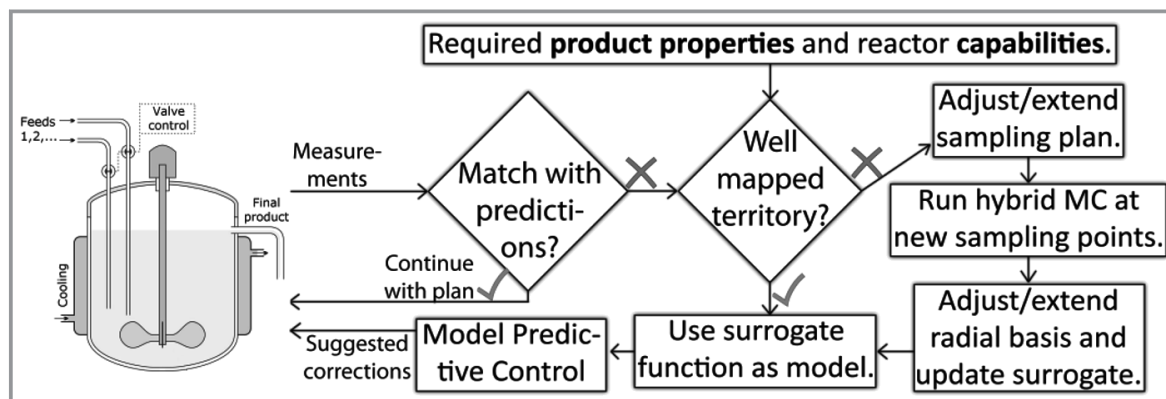 Required product properties and reactor capabilities.
Feeds
1,2,...
Valve
control
Final
product
Cooling
Measure-
ments
Match with
predicti-
ons?
Well
mapped
territory?
Adjust/extend
sampling plan.
Run hybrid MC at
new sampling points.
Adjust/extend
radial basis and
update surrogate.
Use surrogate
function as model.
Model Predic-
tive Control
Continue
with plan
Suggested
corrections